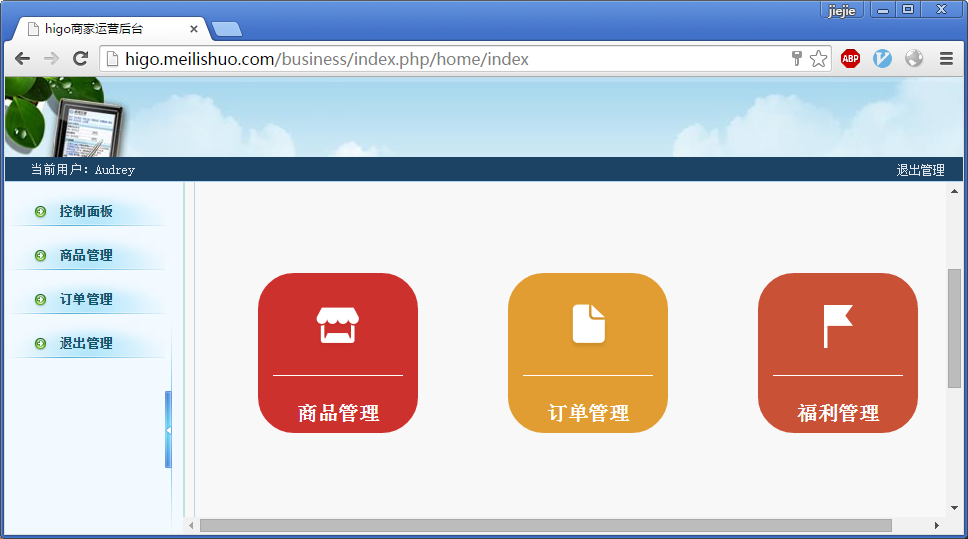 jiejie
higo商家运营后台
higo.meilishuo.com/business/index.php/home/index
ABP
当前用户：Audrey
退出管理
控制面板
商品管理
订单管理
退出管理
商品管理
订单管理
福利管理